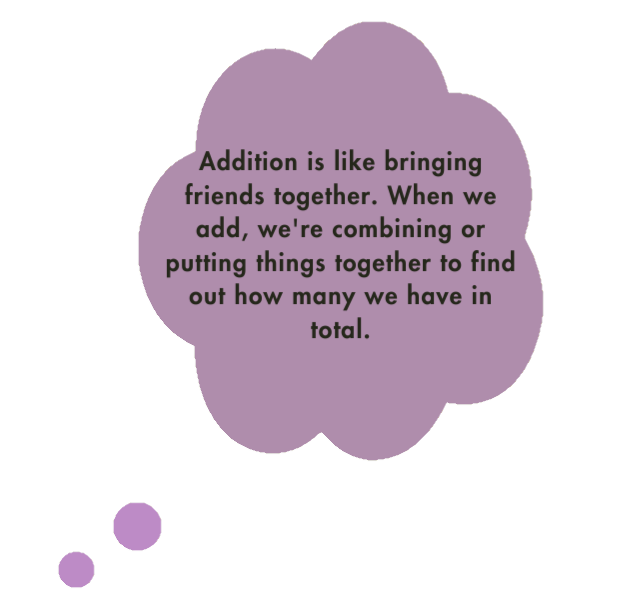 Addition is like bringing
friends together. When we
add, we're combining or
putting things together to find
out how many we have in
total.